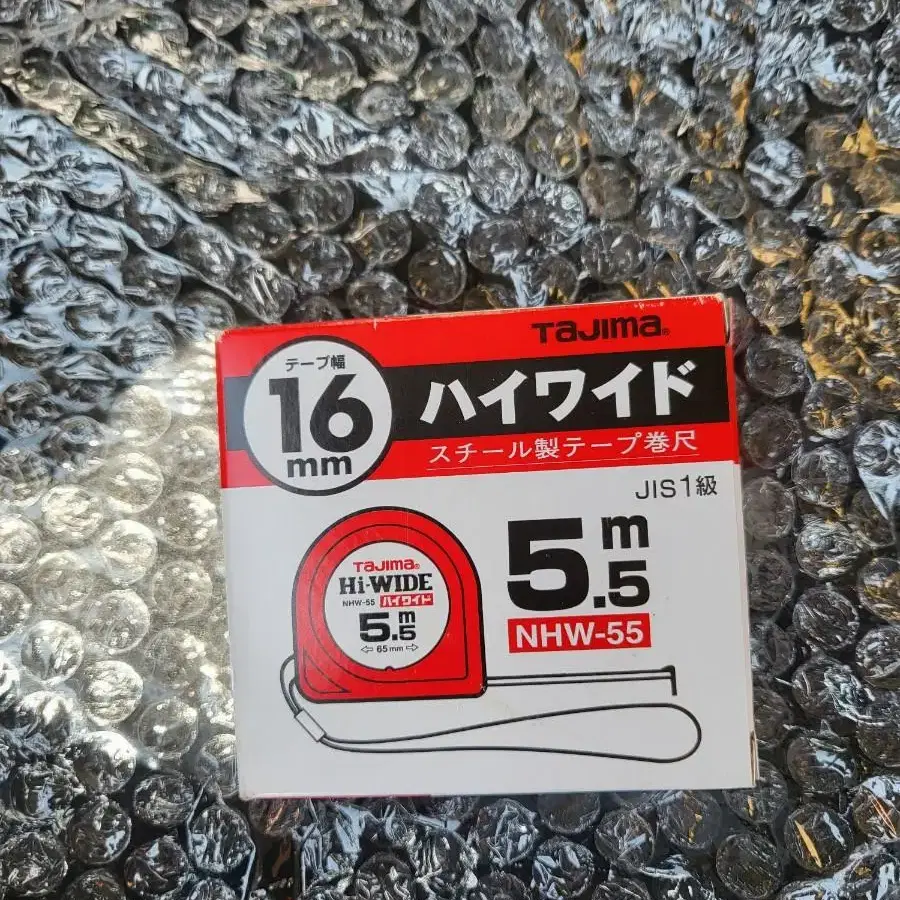 TaJima®
テープ幅
16
mm
ハイワイド
スチール製テープ巻尺
JIS1級
5.5m
NHW-55
TaJima®
Hi-WIDE
NHW-55 ハイワイド
5.5m
65mm